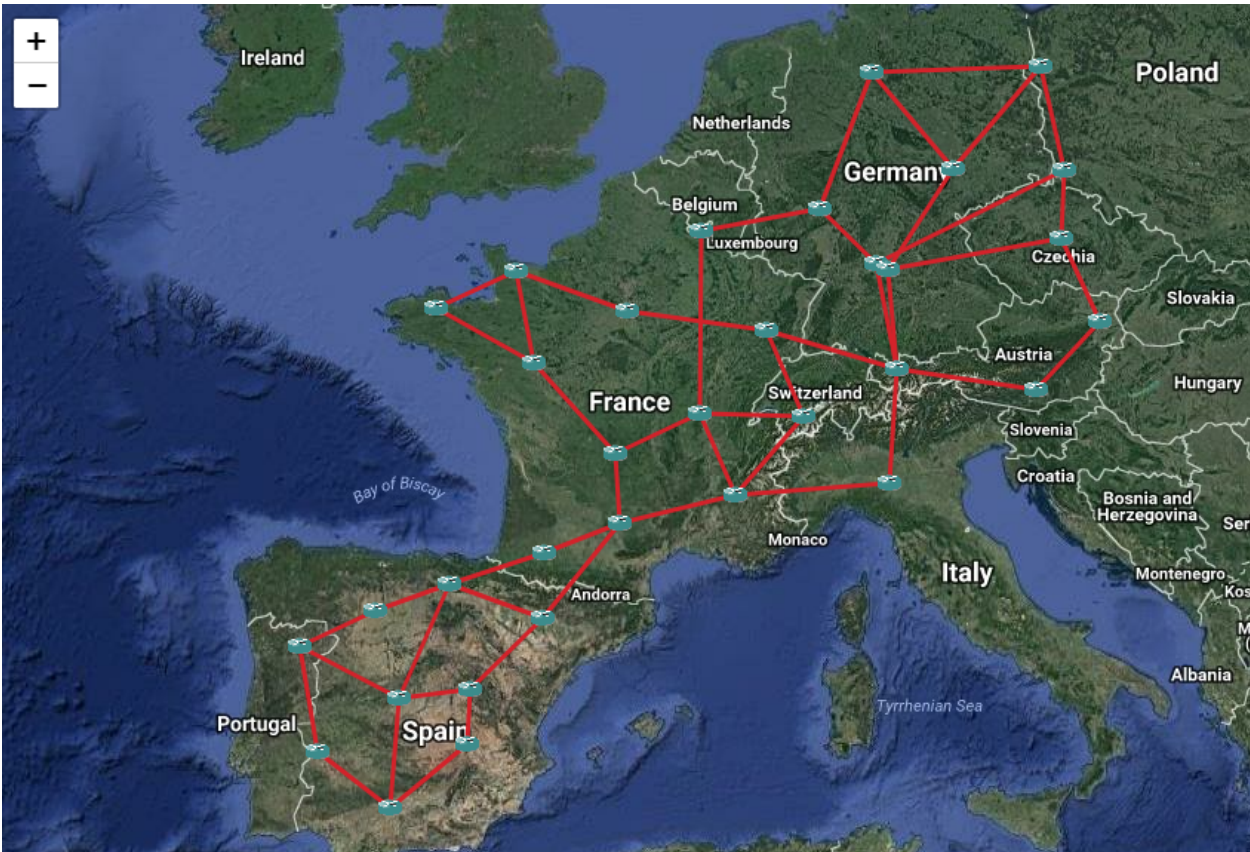 +
−
Ireland
Poland
Netherlands
Germany
Belgium
Luxembourg
Czechia
Slovakia
Austria
Hungary
Switzerland
France
Slovenia
Croatia
Bay of Biscay
Bosnia and
Herzegovina
Monaco
Italy
Montenegro
Andorra
Albania
Tyrrhenian Sea
Portugal
Spain